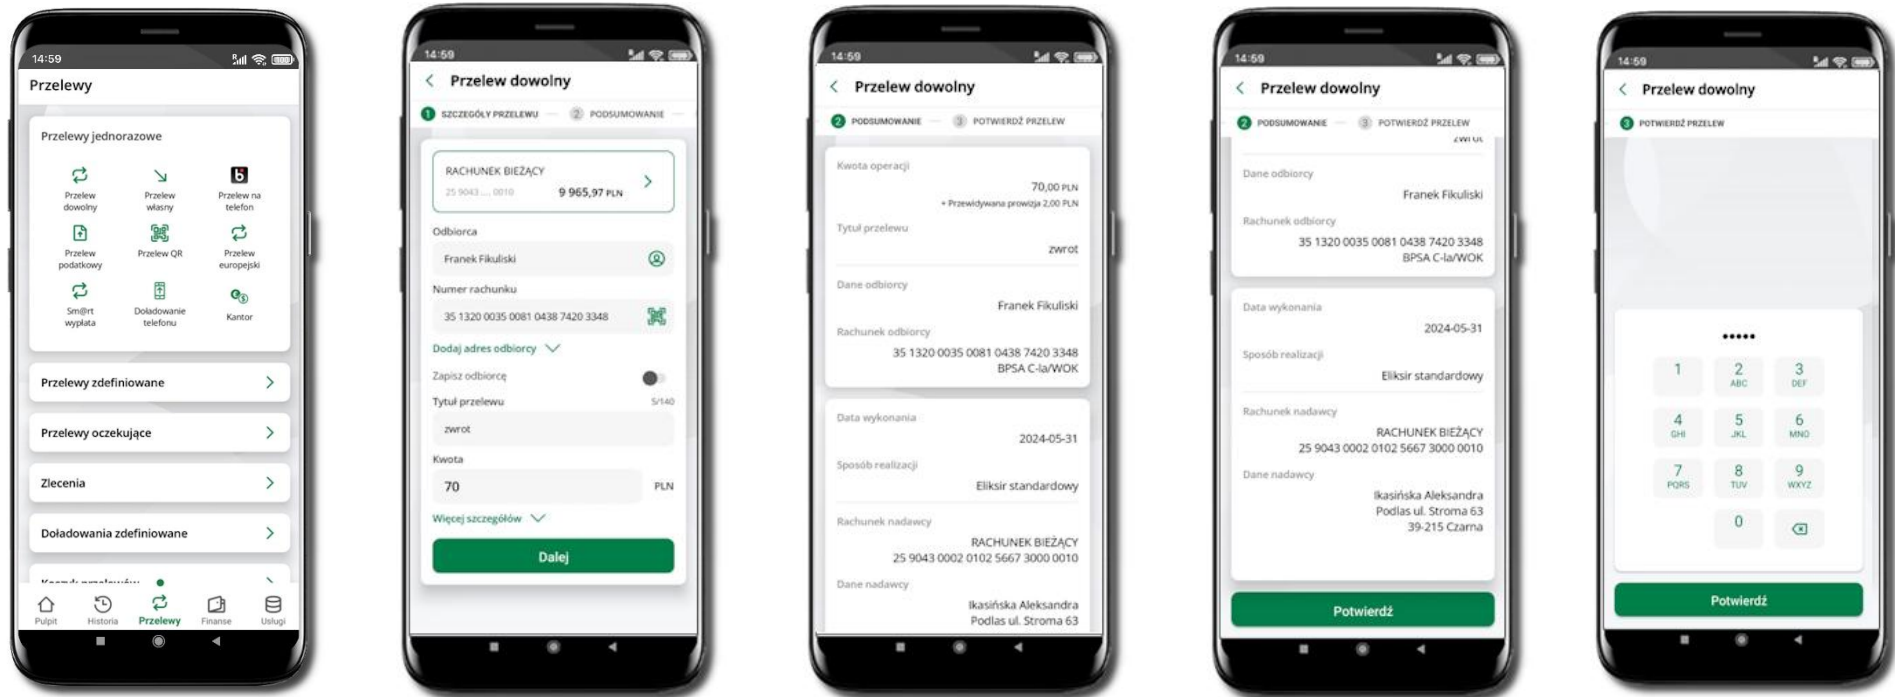 14:59
Przelewy
Przelewy jednorazowe
Przelew
dowolny
Przelew
własny
Przelew na
telefon
Przelew
podatkowy
Przelew QR
Przelew
europejski
Sm@rt
wypłata
Doładowanie
telefonu
Kantor
Przelewy zdefiniowane
Przelewy oczekujące
Zlecenia
Doładowania zdefiniowane
Pulpit
Historia
Przelewy
Finanse
Usługi
14:59
Przelew dowolny
1 SZCZEGÓŁY PRZELEWU
2 PODSUMOWANIE
RACHUNEK BIEŻĄCY
25 9043 .... 0010 9 965,97 PLN
Odbiorca
Franek Fikuliski
Numer rachunku
35 1320 0035 0081 0438 7420 3348
Dodaj adres odbiorcy
Zapisz odbiorcę
Tytuł przelewu 5/140
zwrot
Kwota
70 PLN
Więcej szczegółów
Dalej
14:59
Przelew dowolny
2 PODSUMOWANIE
3 POTWIERDŹ PRZELEW
Kwota operacji
70,00 PLN
+ Przewidywana prowizja 2,00 PLN
Tytuł przelewu
zwrot
Dane odbiorcy
Franek Fikuliski
Rachunek odbiorcy
35 1320 0035 0081 0438 7420 3348
BPSA C-la/WOK
Data wykonania
2024-05-31
Sposób realizacji
Eliksir standardowy
Rachunek nadawcy
RACHUNEK BIEŻĄCY
25 9043 0002 0102 5667 3000 0010
Dane nadawcy
Ikasińska Aleksandra
Podlas ul. Stroma 63
14:59
Przelew dowolny
2 PODSUMOWANIE
3 POTWIERDŹ PRZELEW
zwrot
Dane odbiorcy
Franek Fikuliski
Rachunek odbiorcy
35 1320 0035 0081 0438 7420 3348
BPSA C-la/WOK
Data wykonania
2024-05-31
Sposób realizacji
Eliksir standardowy
Rachunek nadawcy
RACHUNEK BIEŻĄCY
25 9043 0002 0102 5667 3000 0010
Dane nadawcy
Ikasińska Aleksandra
Podlas ul. Stroma 63
39-215 Czarna
Potwierdź
14:59
Przelew dowolny
3 POTWIERDŹ PRZELEW
•••••
1
2
ABC
3
DEF
4
GHI
5
JKL
6
MNO
7
PQRS
8
TUV
9
WXYZ
0
Potwierdź